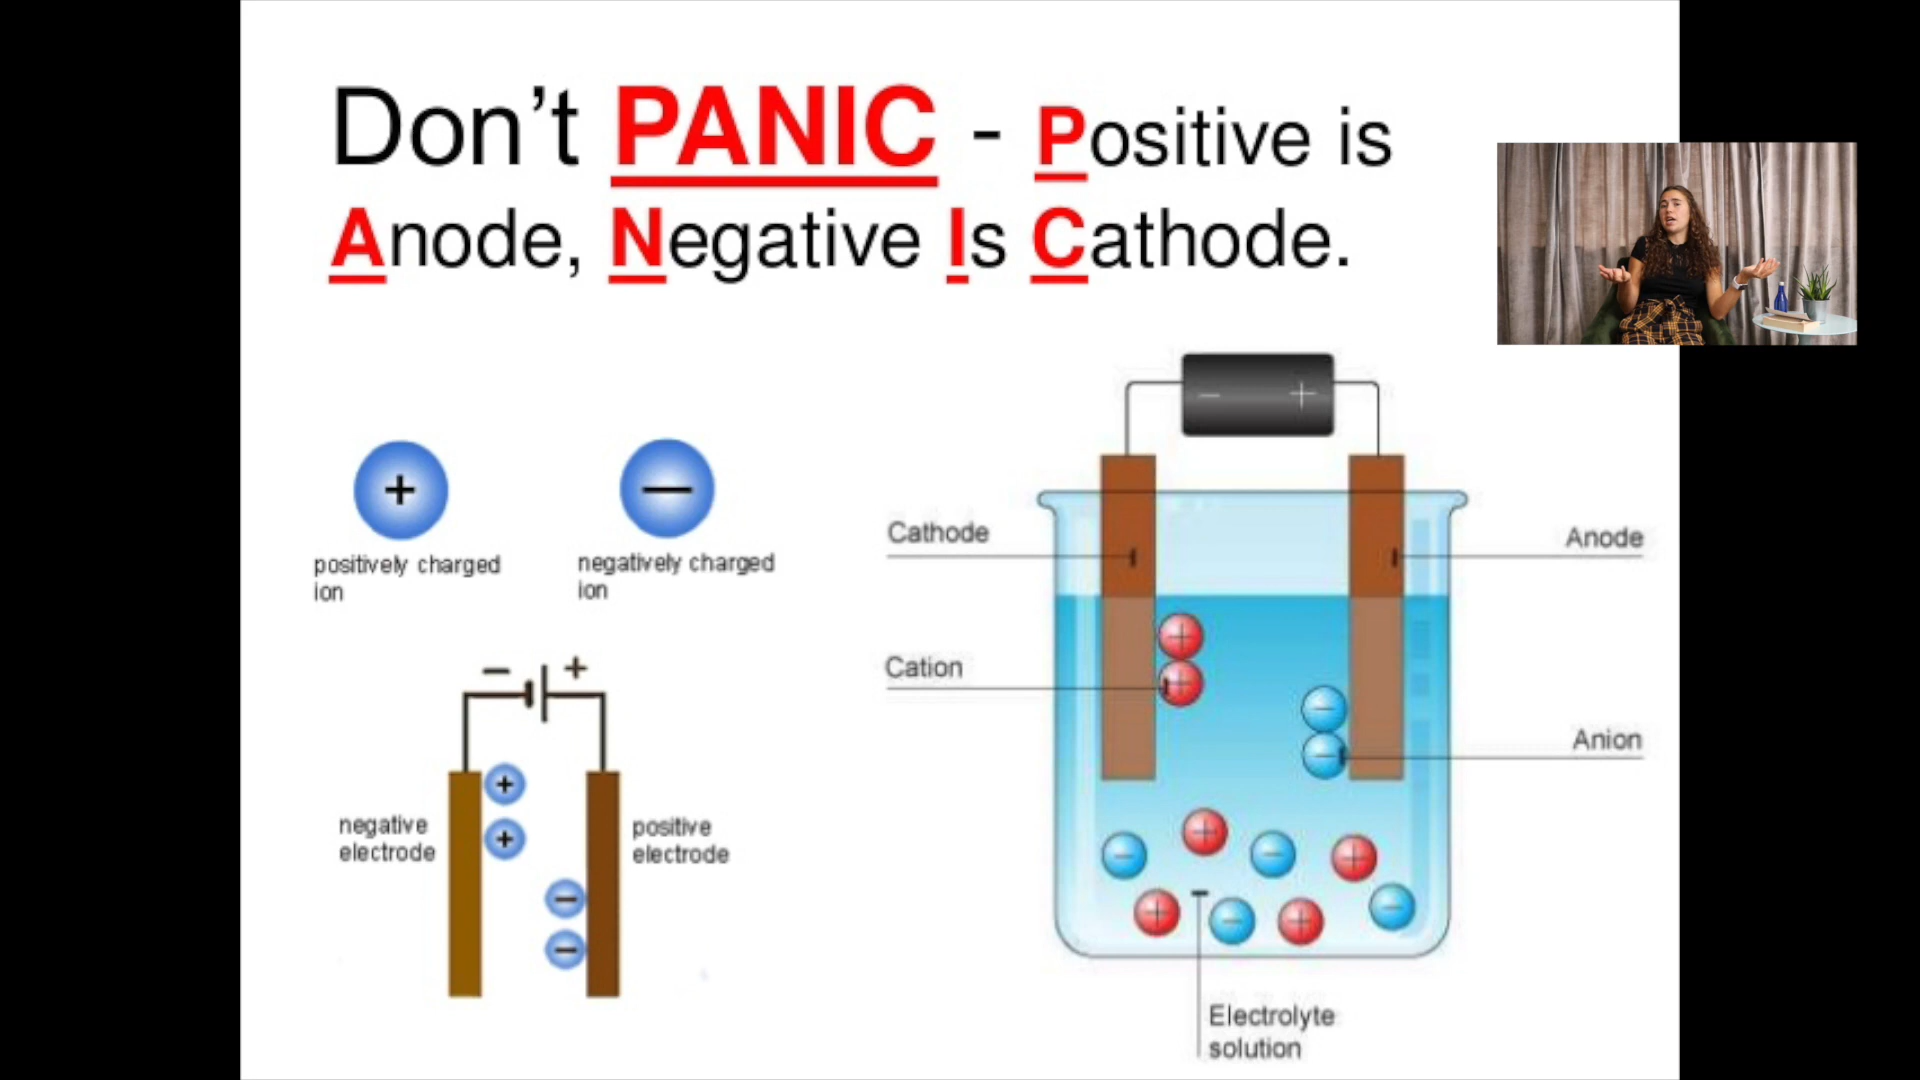 Don’t PANIC - Positive is
Anode, Negative Is Cathode.
+
−
positively charged
ion
negatively charged
ion
− +
negative
electrode
+
+
−
−
positive
electrode
− +
Cathode
Anode
Cation
+
+
−
−
Anion
−
+
−
+
+
−
+
−
Electrolyte
solution